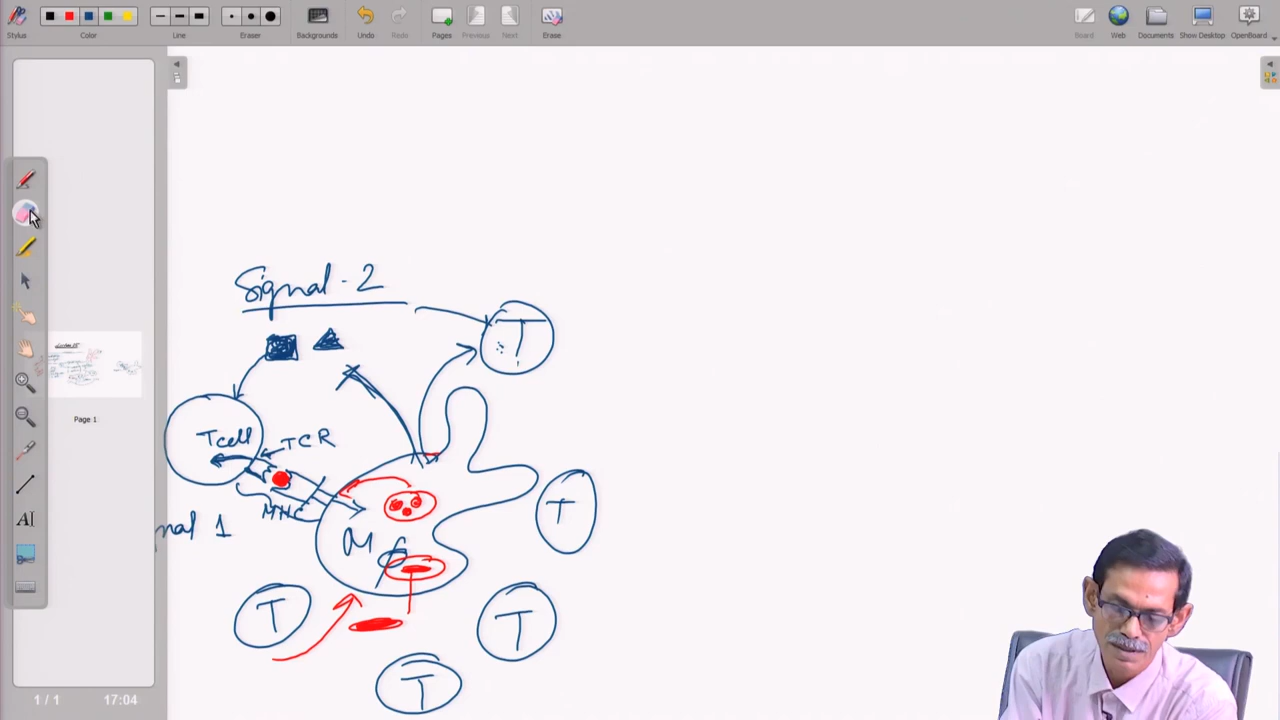 Stylus
Color
Line
Eraser
Backgrounds
Undo
Redo
Pages
Previous
Next
Erase
Board
Web
Documents
Show Desktop
OpenBoard
Page 1
1 / 1
17:04
Signal-2
T
T cell
TCR
MHC
nal 1
M φ
T
T
T
T